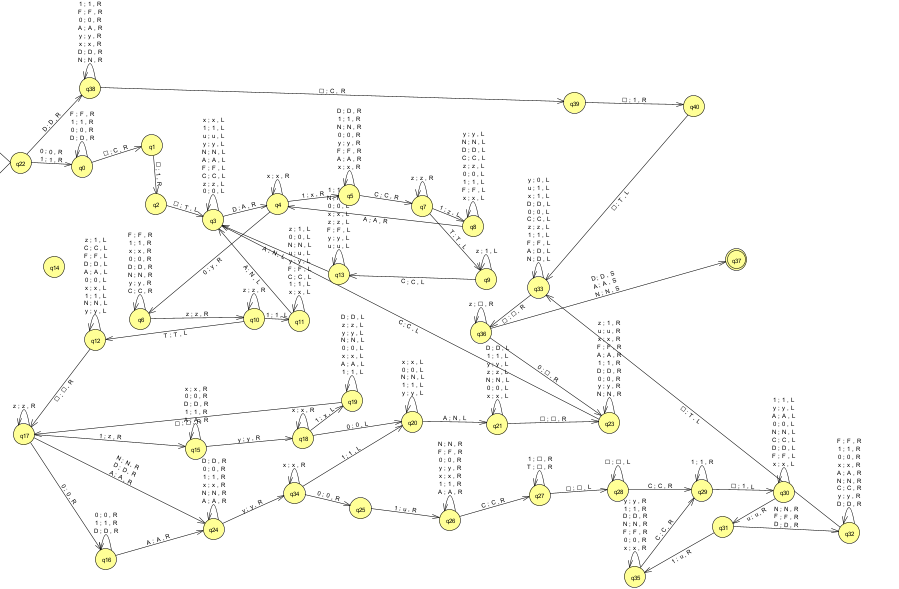 1 ; 1 , R
F ; F , R
0 ; 0 , R
A ; A , R
y ; y , R
x ; x , R
D ; D , R
N ; N , R
q38
□ ; C , R
q39
□ ; 1 , R
q40
D ; D , R
F ; F , R
1 ; 1 , R
0 ; 0 , R
D ; D , R
q22
0 ; 0 , R
1 ; 1 , R
q0
□ ; C , R
q1
□ ; 1 , R
q2
□ ; T , L
x ; x , L
1 ; 1 , L
u ; u , L
y ; y , L
N ; N , L
A ; A , L
F ; F , L
C ; C , L
z ; z , L
0 ; 0 , L
q3
D ; A , R
x ; x , R
q4
1 ; x , R
D ; D , R
1 ; 1 , R
N ; N , R
0 ; 0 , R
y ; y , R
F ; F , R
A ; A , R
x ; x , R
q5
C ; C , R
z ; z , R
q7
1 ; z , L
y ; y , L
N ; N , L
D ; D , L
C ; C , L
z ; z , L
0 ; 0 , L
1 ; 1 , L
F ; F , L
x ; x , L
q8
A ; A , R
T ; T , L
z ; 1 , L
q9
C ; C , L
x ; x , L
z ; z , L
F ; F , L
y ; y , L
u ; u , L
q13
A ; N , L
0 ; y , R
A ; N , L
z ; 1 , L
0 ; 0 , L
N ; N , L
u ; u , L
y ; y , L
F ; F , L
C ; C , L
1 ; 1 , L
x ; x , L
q11
q14
F ; F , R
1 ; 1 , R
x ; x , R
0 ; 0 , R
D ; D , R
N ; N , R
y ; y , R
C ; C , R
q6
z ; z , R
z ; z , R
q10
1 ; 1 , L
T ; T , L
z ; 1 , L
C ; C , L
F ; F , L
D ; D , L
A ; A , L
0 ; 0 , L
x ; x , L
1 ; 1 , L
N ; N , L
y ; y , L
q12
□ ; □ , R
y ; 0 , L
u ; 1 , L
x ; 1 , L
D ; D , L
0 ; 0 , L
C ; C , L
z ; z , L
1 ; 1 , L
F ; F , L
A ; D , L
N ; D , L
q33
□ ; T , L
□ ; □ , R
D ; D , S
A ; A , S
N ; N , S
q37
z ; □ , R
q36
0 ; □ , R
C ; C , L
z ; 1 , R
u ; u , R
x ; x , R
F ; F , R
A ; A , R
1 ; 1 , R
D ; D , R
0 ; 0 , R
y ; y , R
N ; N , R
q23
□ ; T , L
z ; z , R
q17
1 ; z , R
x ; x , R
0 ; 0 , R
D ; D , R
1 ; 1 , R
A ; A , R
q15
y ; y , R
x ; x , R
q18
1 ; y , L
D ; D , L
z ; z , L
y ; y , L
N ; N , L
0 ; 0 , L
x ; x , L
A ; A , L
1 ; 1 , L
q19
0 ; 0 , L
x ; x , L
0 ; 0 , L
N ; N , L
1 ; 1 , L
y ; y , L
q20
A ; N , L
D ; D , L
1 ; 1 , L
y ; y , L
z ; z , L
N ; N , L
0 ; 0 , L
x ; x , L
q21
□ ; □ , R
N ; N , R
D ; D , R
A ; A , R
0 ; 0 , R
0 ; 0 , R
1 ; 1 , R
D ; D , R
q16
A ; A , R
D ; D , R
0 ; 0 , R
1 ; 1 , R
x ; x , R
N ; N , R
A ; A , R
q24
y ; y , R
x ; x , R
q34
1 ; 1 , L
0 ; 0 , R
q25
1 ; u , R
N ; N , R
F ; F , R
0 ; 0 , R
y ; y , R
x ; x , R
1 ; 1 , R
A ; A , R
q26
C ; C , R
1 ; □ , R
T ; □ , R
q27
□ ; □ , L
□ ; □ , L
q28
C ; C , R
1 ; 1 , R
q29
□ ; 1 , L
1 ; 1 , L
y ; y , L
A ; A , L
0 ; 0 , L
N ; N , L
C ; C , L
D ; D , L
F ; F , L
x ; x , L
q30
u ; u , R
q31
N ; N , R
F ; F , R
D ; D , R
F ; F , R
1 ; 1 , R
0 ; 0 , R
x ; x , R
A ; A , R
N ; N , R
C ; C , R
y ; y , R
D ; D , R
q32
1 ; u , R
y ; y , R
1 ; 1 , R
D ; D , R
N ; N , R
F ; F , R
0 ; 0 , R
x ; x , R
q35
C ; C , R